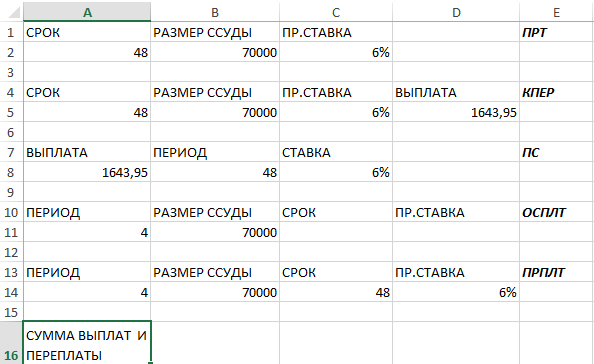 A B C D E
1 СРОК РАЗМЕР ССУДЫ ПР.СТАВКА ПРТ
2 48 70000 6%
3
4 СРОК РАЗМЕР ССУДЫ ПР.СТАВКА ВЫПЛАТА КПЕР
5 48 70000 6% 1643,95
6
7 ВЫПЛАТА ПЕРИОД СТАВКА ПС
8 1643,95 48 6%
9
10 ПЕРИОД РАЗМЕР ССУДЫ СРОК ПР.СТАВКА ОСПЛТ
11 4 70000
12
13 ПЕРИОД РАЗМЕР ССУДЫ СРОК ПР.СТАВКА ПРПЛТ
14 4 70000 48 6%
15
СУММА ВЫПЛАТ И
16 ПЕРЕПЛАТЫ